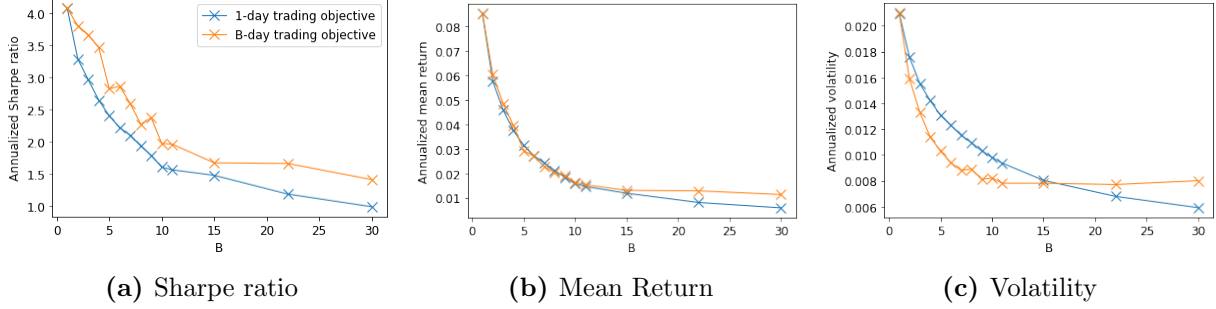 Annualized Sharpe ratio
4.0
3.5
3.0
2.5
2.0
1.5
1.0
1-day trading objective
B-day trading objective
0 5 10 15 20 25 30
B
(a) Sharpe ratio
Annualized mean return
0.08
0.07
0.06
0.05
0.04
0.03
0.02
0.01
0 5 10 15 20 25 30
B
(b) Mean Return
Annualized volatility
0.020
0.018
0.016
0.014
0.012
0.010
0.008
0.006
0 5 10 15 20 25 30
B
(c) Volatility